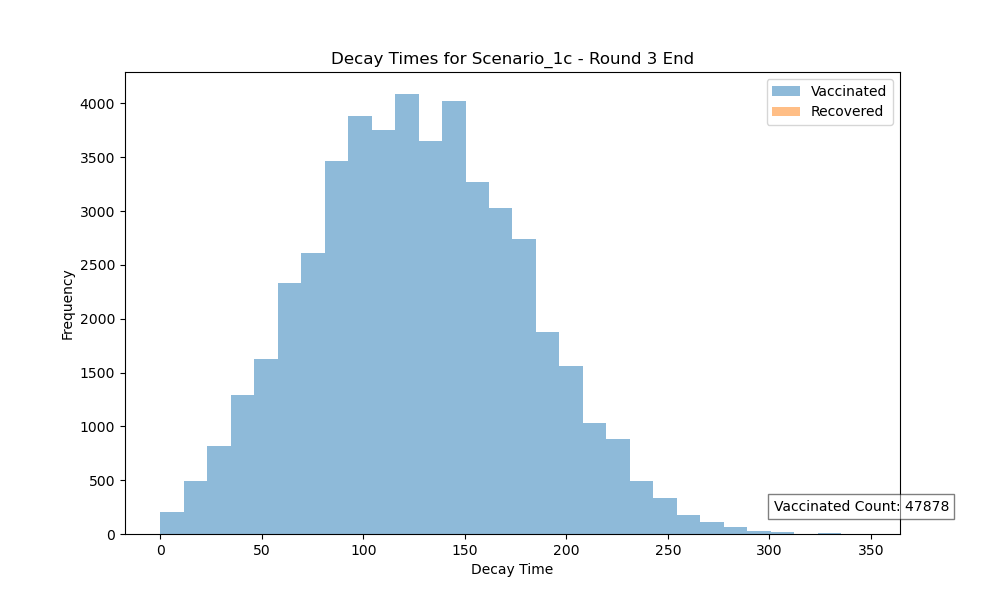 Decay Times for Scenario_1c - Round 3 End
Vaccinated
Recovered
4000
3500
3000
2500
2000
1500
1000
500
0
Frequency
Vaccinated Count: 47878
0
50
100
150
200
250
300
350
Decay Time